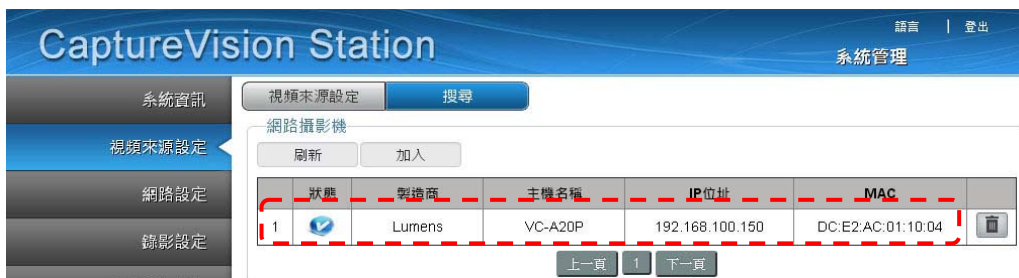 語言 | 登出
CaptureVision Station
系統管理
系統資訊
視頻來源設定 搜尋
網路攝影機
視頻來源設定
刷新 加入
網路設定
狀態 製造商 主機名稱 IP位址 MAC
1 Lumens VC-A20P 192.168.100.150 DC:E2:AC:01:10:04
錄影設定
上一頁 1 下一頁